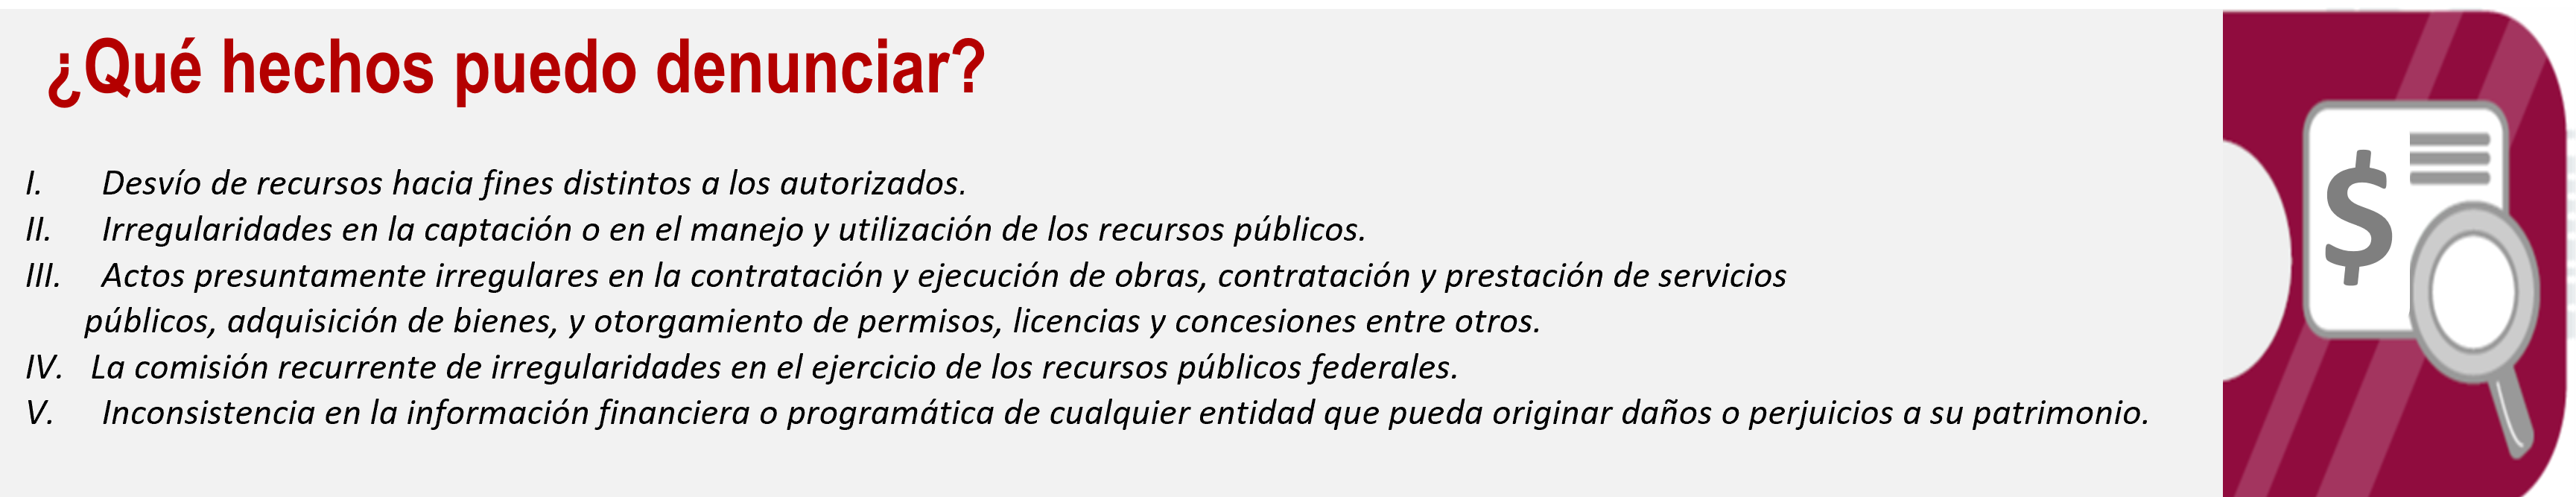 ¿Qué hechos puedo denunciar?
I. Desvío de recursos hacia fines distintos a los autorizados.
II. Irregularidades en la captación o en el manejo y utilización de los recursos públicos.
III. Actos presuntamente irregulares en la contratación y ejecución de obras, contratación y prestación de servicios
públicos, adquisición de bienes, y otorgamiento de permisos, licencias y concesiones entre otros.
IV. La comisión recurrente de irregularidades en el ejercicio de los recursos públicos federales.
V. Inconsistencia en la información financiera o programática de cualquier entidad que pueda originar daños o perjuicios a su patrimonio.
$